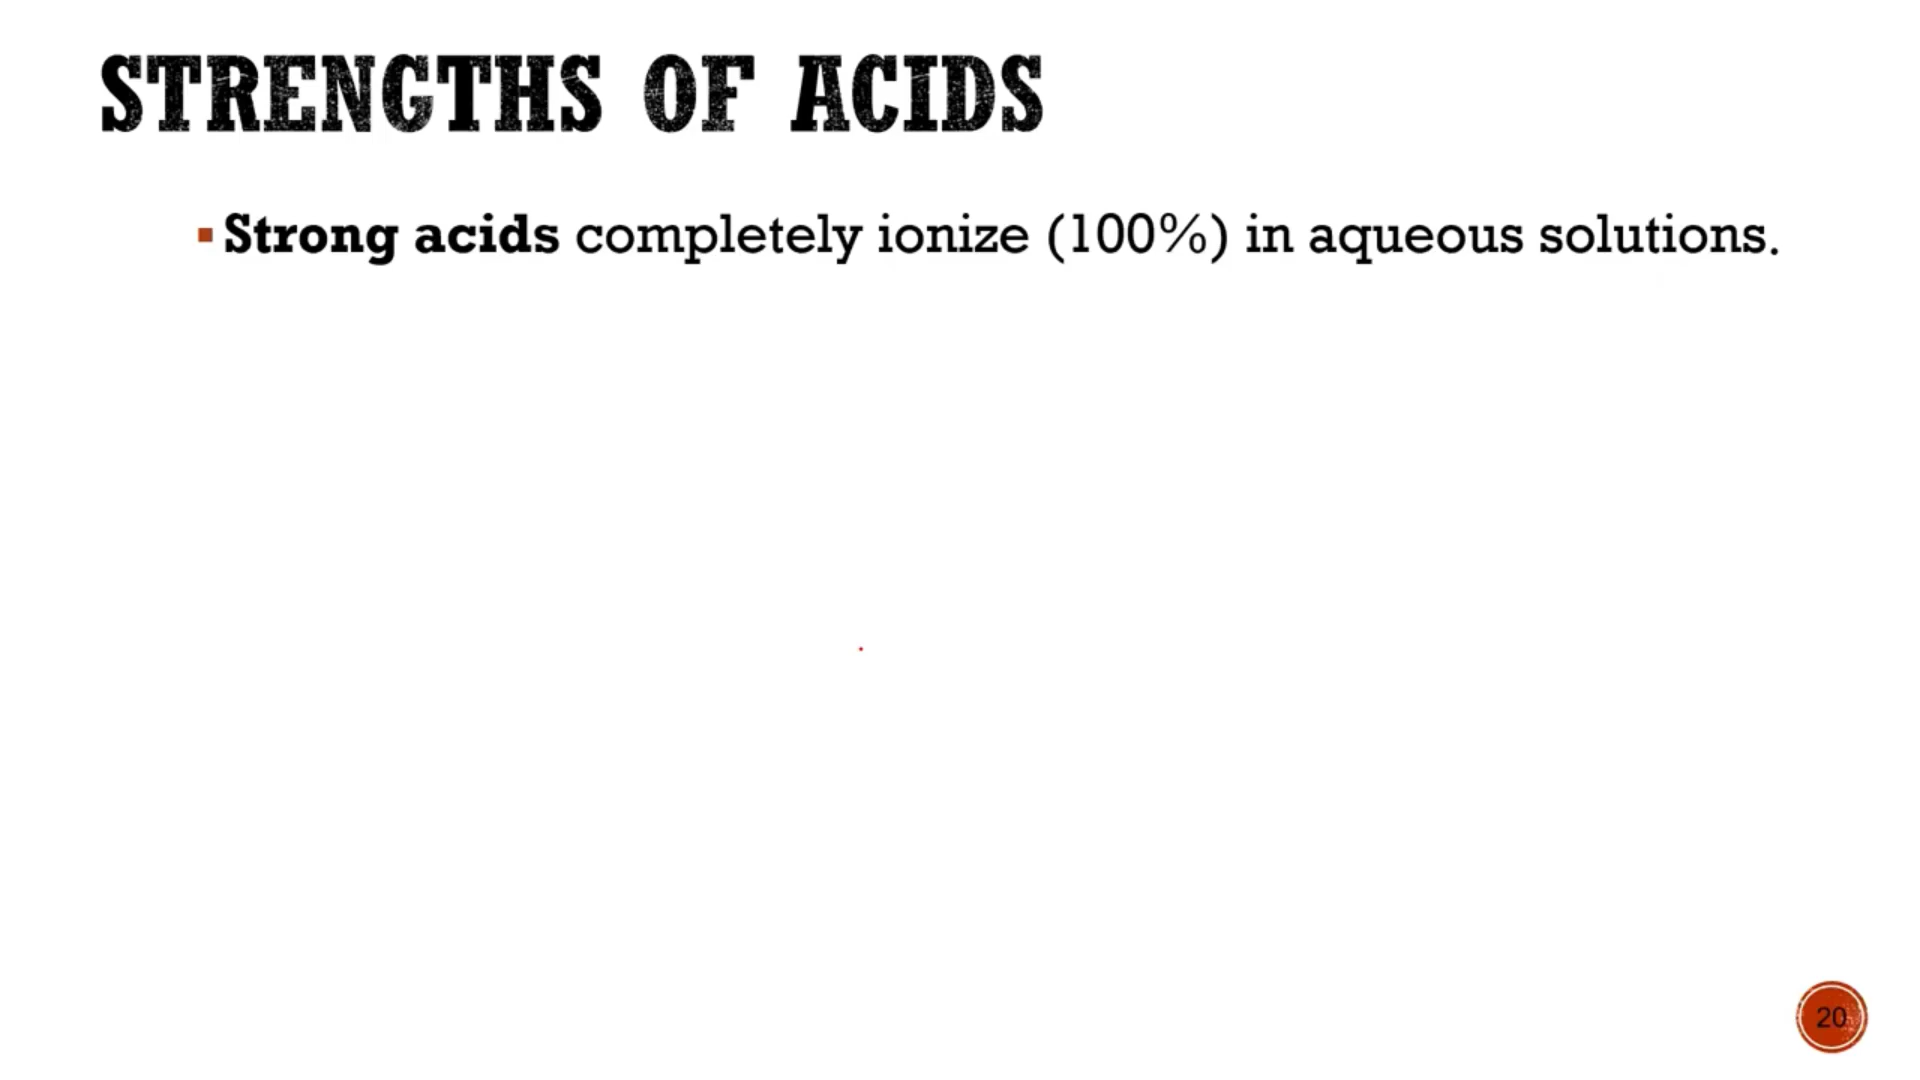 STRENGTHS OF ACIDS
▪ Strong acids completely ionize (100%) in aqueous solutions.
20